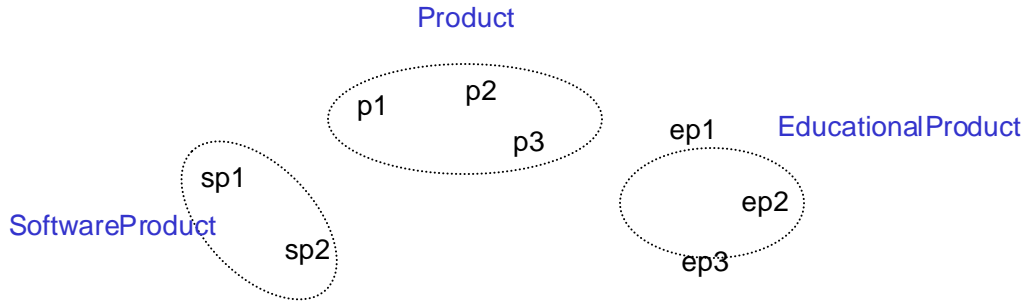 Product
p1
p2
p3
ep1
EducationalProduct
sp1
ep2
SoftwareProduct
sp2
ep3